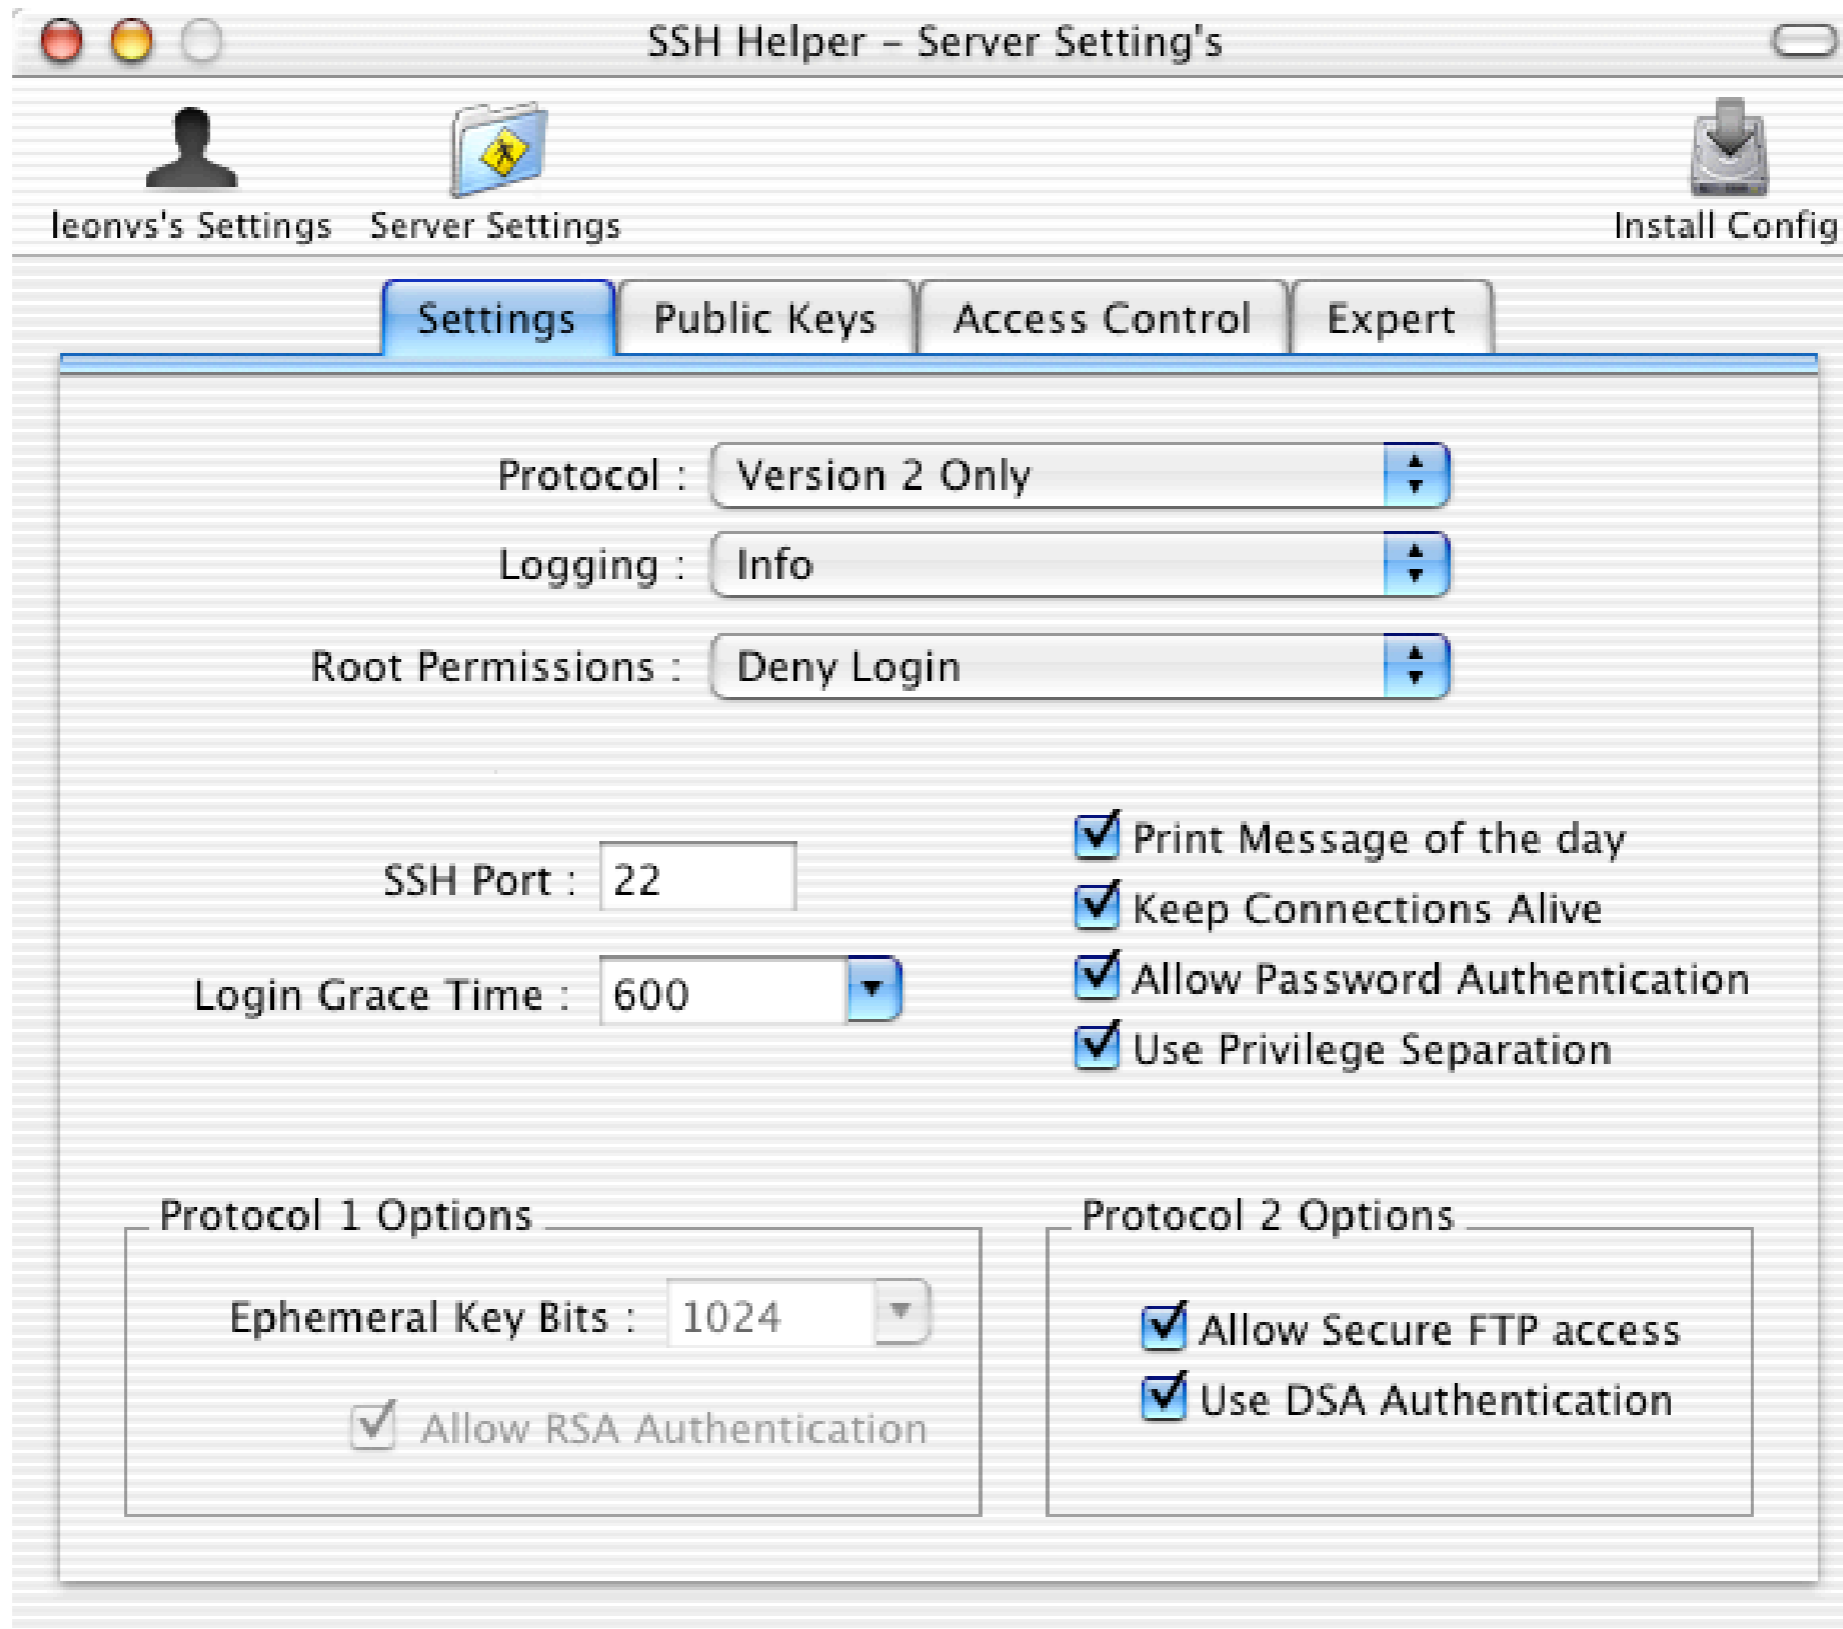 SSH Helper – Server Setting's
leonvs's Settings Server Settings Install Config
Settings Public Keys Access Control Expert
Protocol : Version 2 Only
Logging : Info
Root Permissions : Deny Login
Print Message of the day
SSH Port : 22
Keep Connections Alive
Allow Password Authentication
Login Grace Time : 600
Use Privilege Separation
Protocol 1 Options
Ephemeral Key Bits : 1024
Allow RSA Authentication
Protocol 2 Options
Allow Secure FTP access
Use DSA Authentication